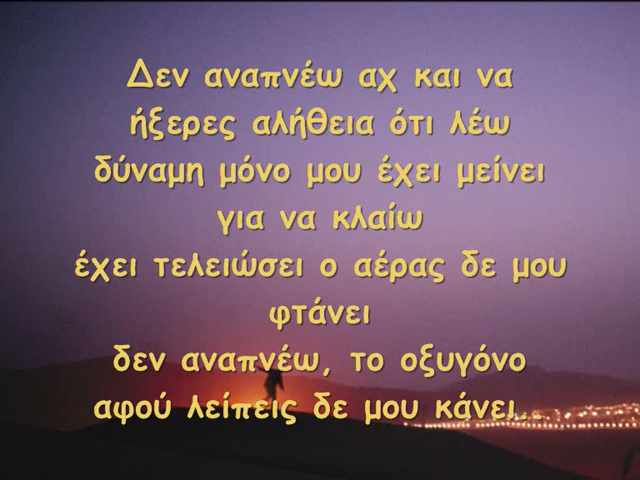 Δεν αναπνέω αχ και να
ήξερες αλήθεια ότι λέω
δύναμη μόνο μου έχει μείνει
για να κλαίω
έχει τελειώσει ο αέρας δε μου
φτάνει
δεν αναπνέω, το οξυγόνο
αφού λείπεις δε μου κάνει..